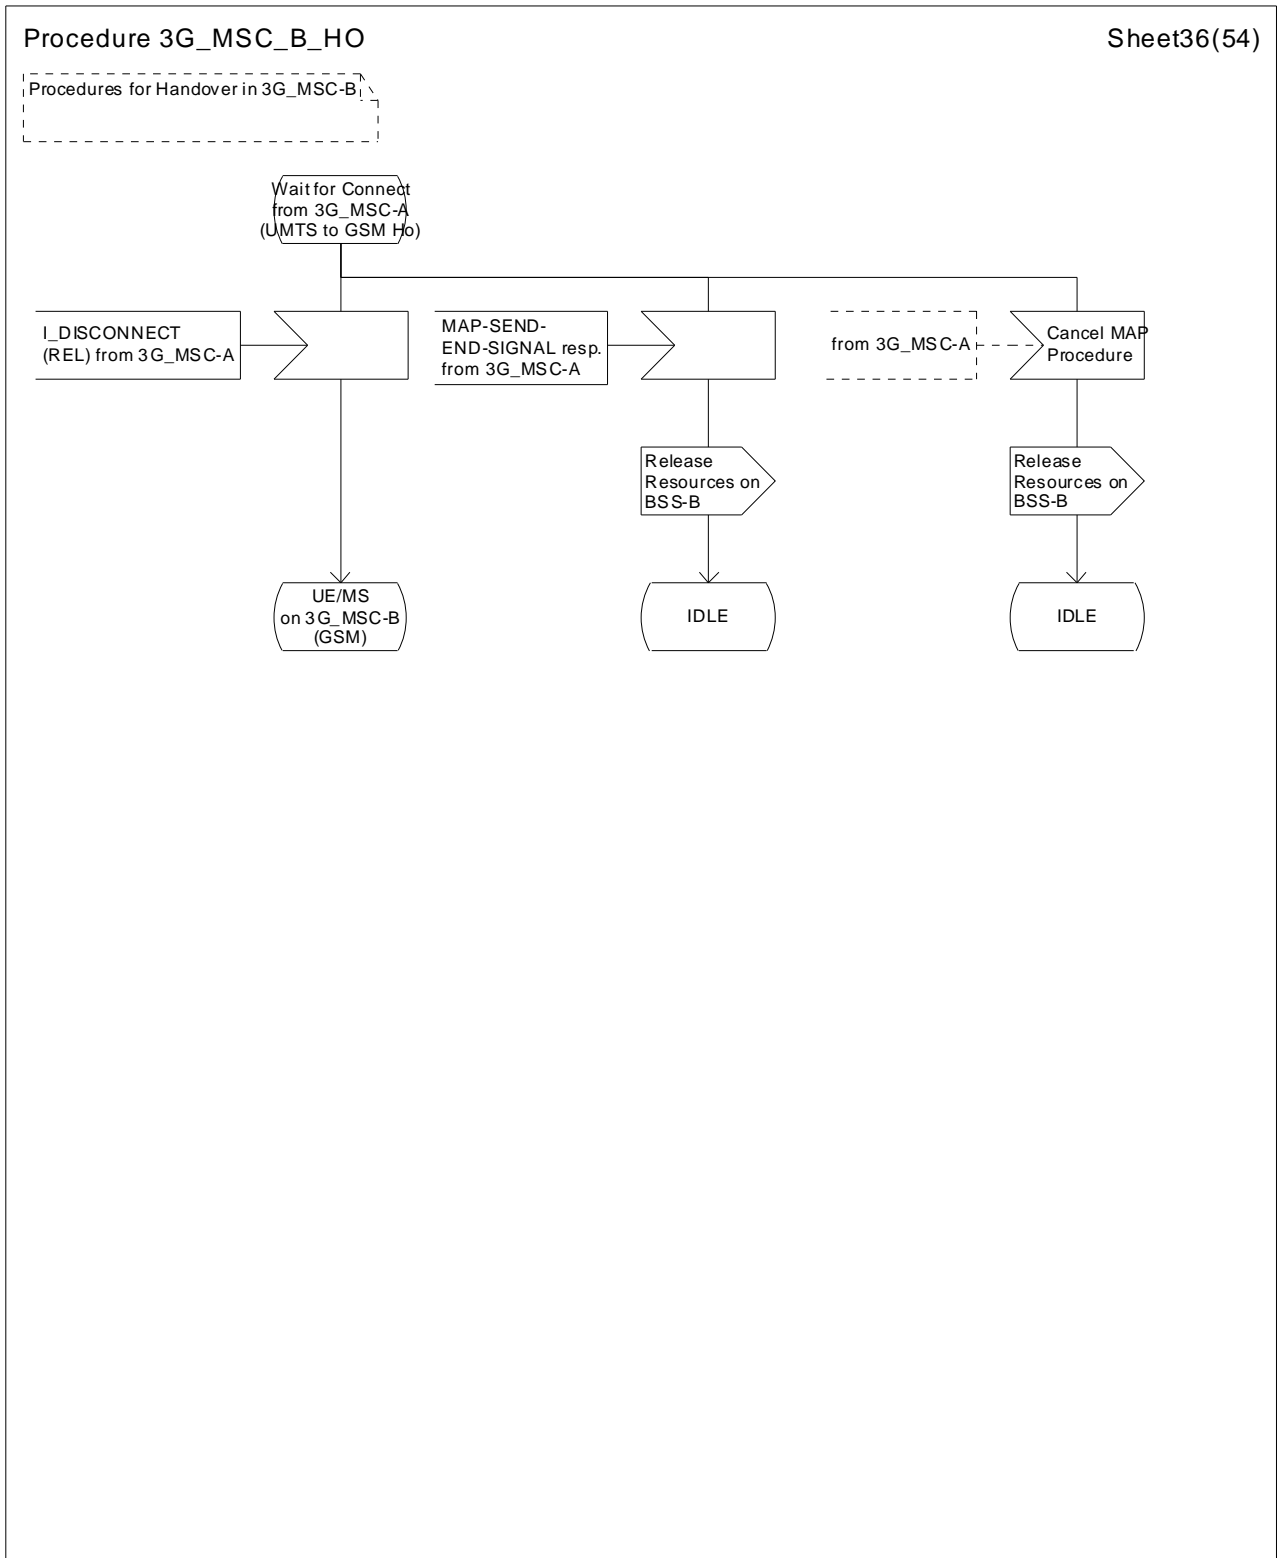 Procedure 3G_MSC_B_HO
Sheet36(54)
Procedures for Handover in 3G_MSC-B
Wait for Connect
from 3G_MSC-A
(UMTS to GSM Ho)
I_DISCONNECT
(REL) from 3G_MSC-A
MAP-SEND-
END-SIGNAL resp.
from 3G_MSC-A
from 3G_MSC-A
Cancel MAP
Procedure
Release
Resources on
BSS-B
Release
Resources on
BSS-B
UE/MS
on 3G_MSC-B
(GSM)
IDLE
IDLE